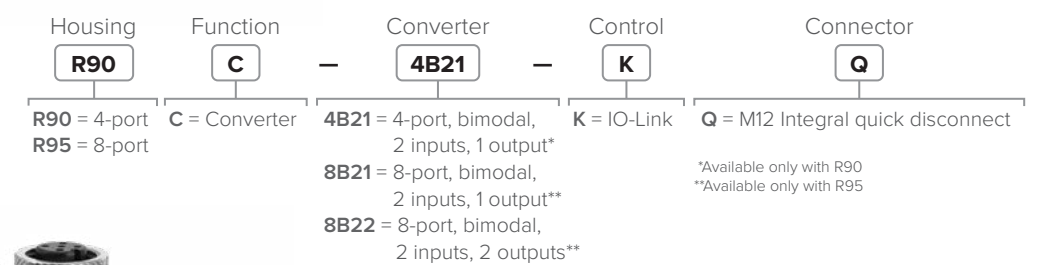 Housing Function Converter Control Connector
R90 C – 4B21 – K Q
R90 = 4-port C = Converter 4B21 = 4-port, bimodal, K = IO-Link Q = M12 Integral quick disconnect
R95 = 8-port 2 inputs, 1 output*
8B21 = 8-port, bimodal, *Available only with R90
2 inputs, 1 output** **Available only with R95
8B22 = 8-port, bimodal,
2 inputs, 2 outputs**